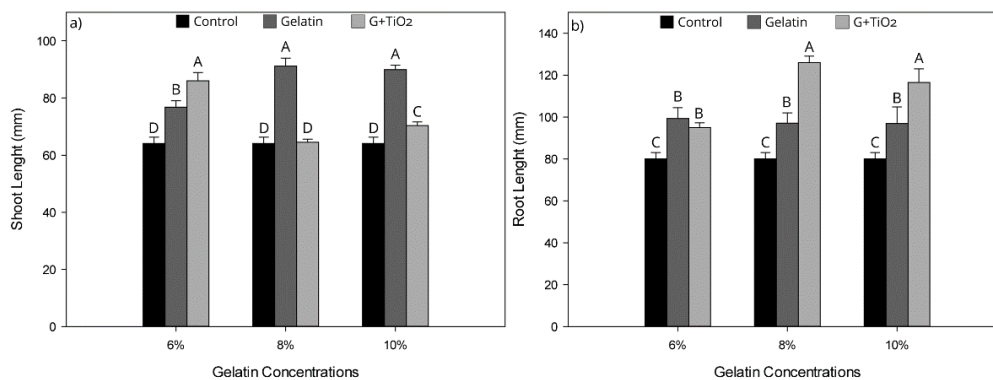 a)
Control Gelatin G+TiO2
100
80
60
40
20
0
Shoot Lenght (mm)
D B A
D A D
D A C
6% 8% 10%
Gelatin Concentrations
b)
Control Gelatin G+TiO2
140
120
100
80
60
40
20
0
Root Lenght (mm)
C B B
C B A
C B A
6% 8% 10%
Gelatin Concentrations